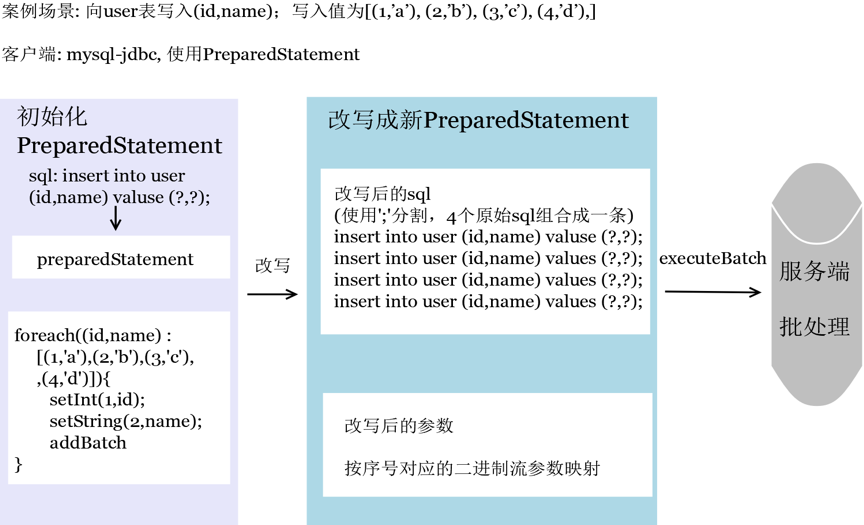 案例场景: 向user表写入(id,name)；写入值为[(1,’a’), (2,’b’), (3,’c’), (4,’d’),]
客户端: mysql-jdbc, 使用PreparedStatement
初始化
PreparedStatement
sql: insert into user
(id,name) valuse (?,?);
preparedStatement
foreach((id,name) :
[(1,'a'),(2,'b'),(3,'c'),
,(4,'d')]){
setInt(1,id);
setString(2,name);
addBatch
}
改写
改写成新PreparedStatement
改写后的sql
(使用';'分割，4个原始sql组合成一条)
insert into user (id,name) valuse (?,?);
insert into user (id,name) values (?,?);
insert into user (id,name) values (?,?);
insert into user (id,name) values (?,?);
改写后的参数
按序号对应的二进制流参数映射
executeBatch
服务端
批处理